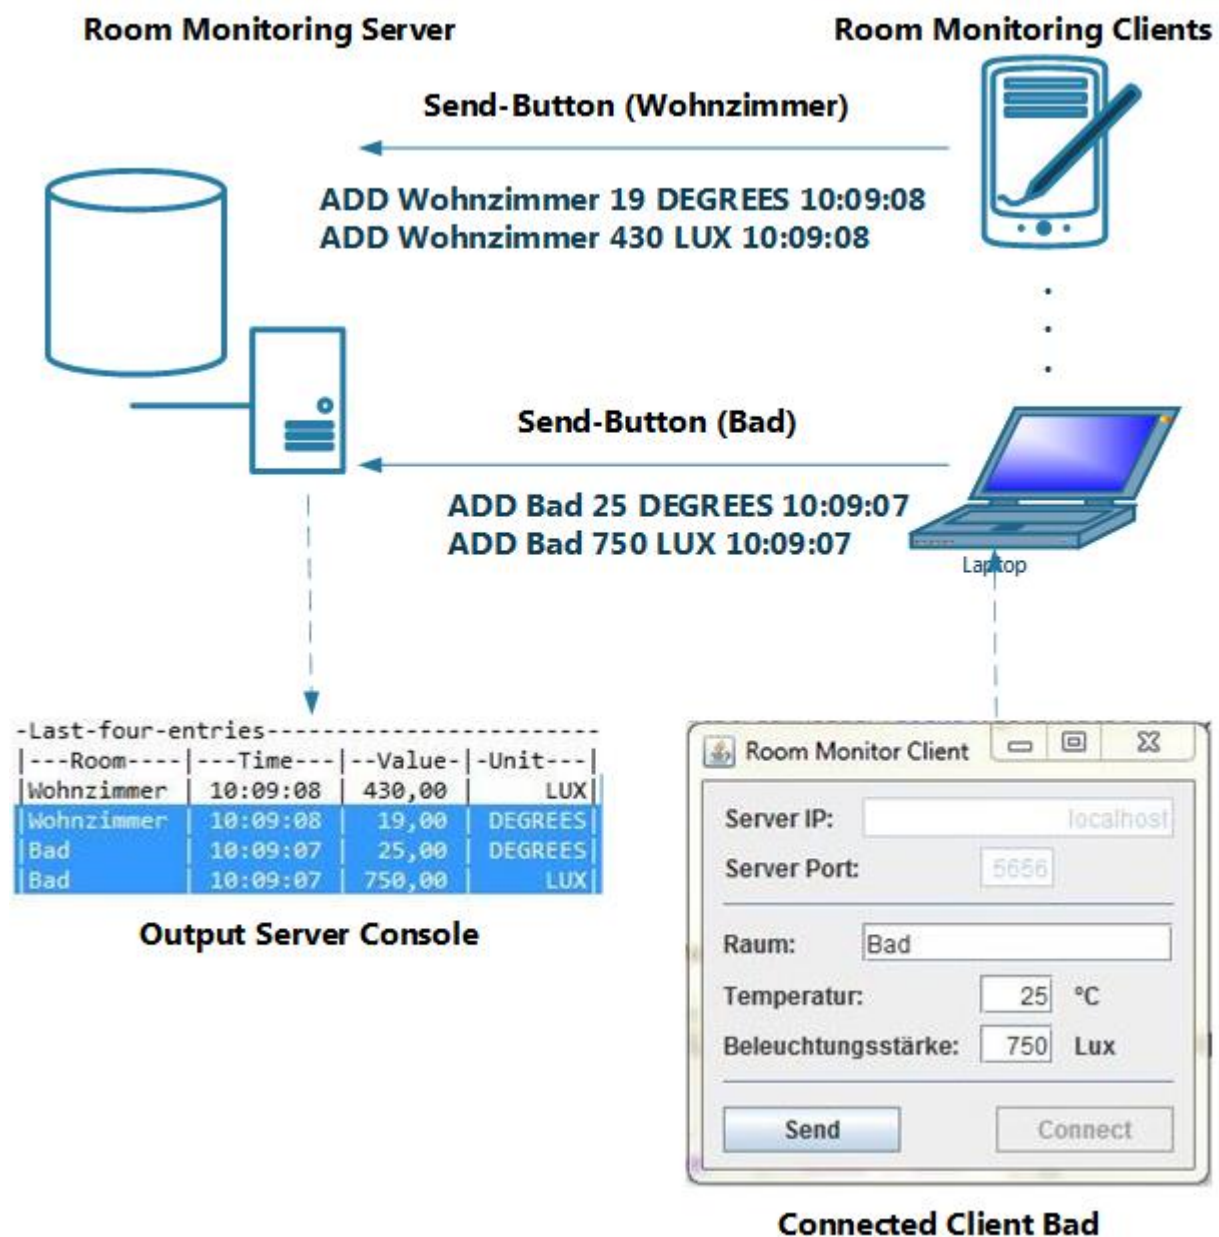 Room Monitoring Server
Room Monitoring Clients
Send-Button (Wohnzimmer)
ADD Wohnzimmer 19 DEGREES 10:09:08
ADD Wohnzimmer 430 LUX 10:09:08
Send-Button (Bad)
ADD Bad 25 DEGREES 10:09:07
ADD Bad 750 LUX 10:09:07
Laptop
-Last-four-entries------------------------
|---Room----|---Time---|--Value-|-Unit---|
|Wohnzimmer | 10:09:08 | 430,00 | LUX|
|Wohnzimmer | 10:09:08 | 19,00 | DEGREES|
|Bad | 10:09:07 | 25,00 | DEGREES|
|Bad | 10:09:07 | 750,00 | LUX|
Output Server Console
Room Monitor Client
Server IP: localhost
Server Port: 5656
Raum: Bad
Temperatur: 25 °C
Beleuchtungsstärke: 750 Lux
Send Connect
Connected Client Bad